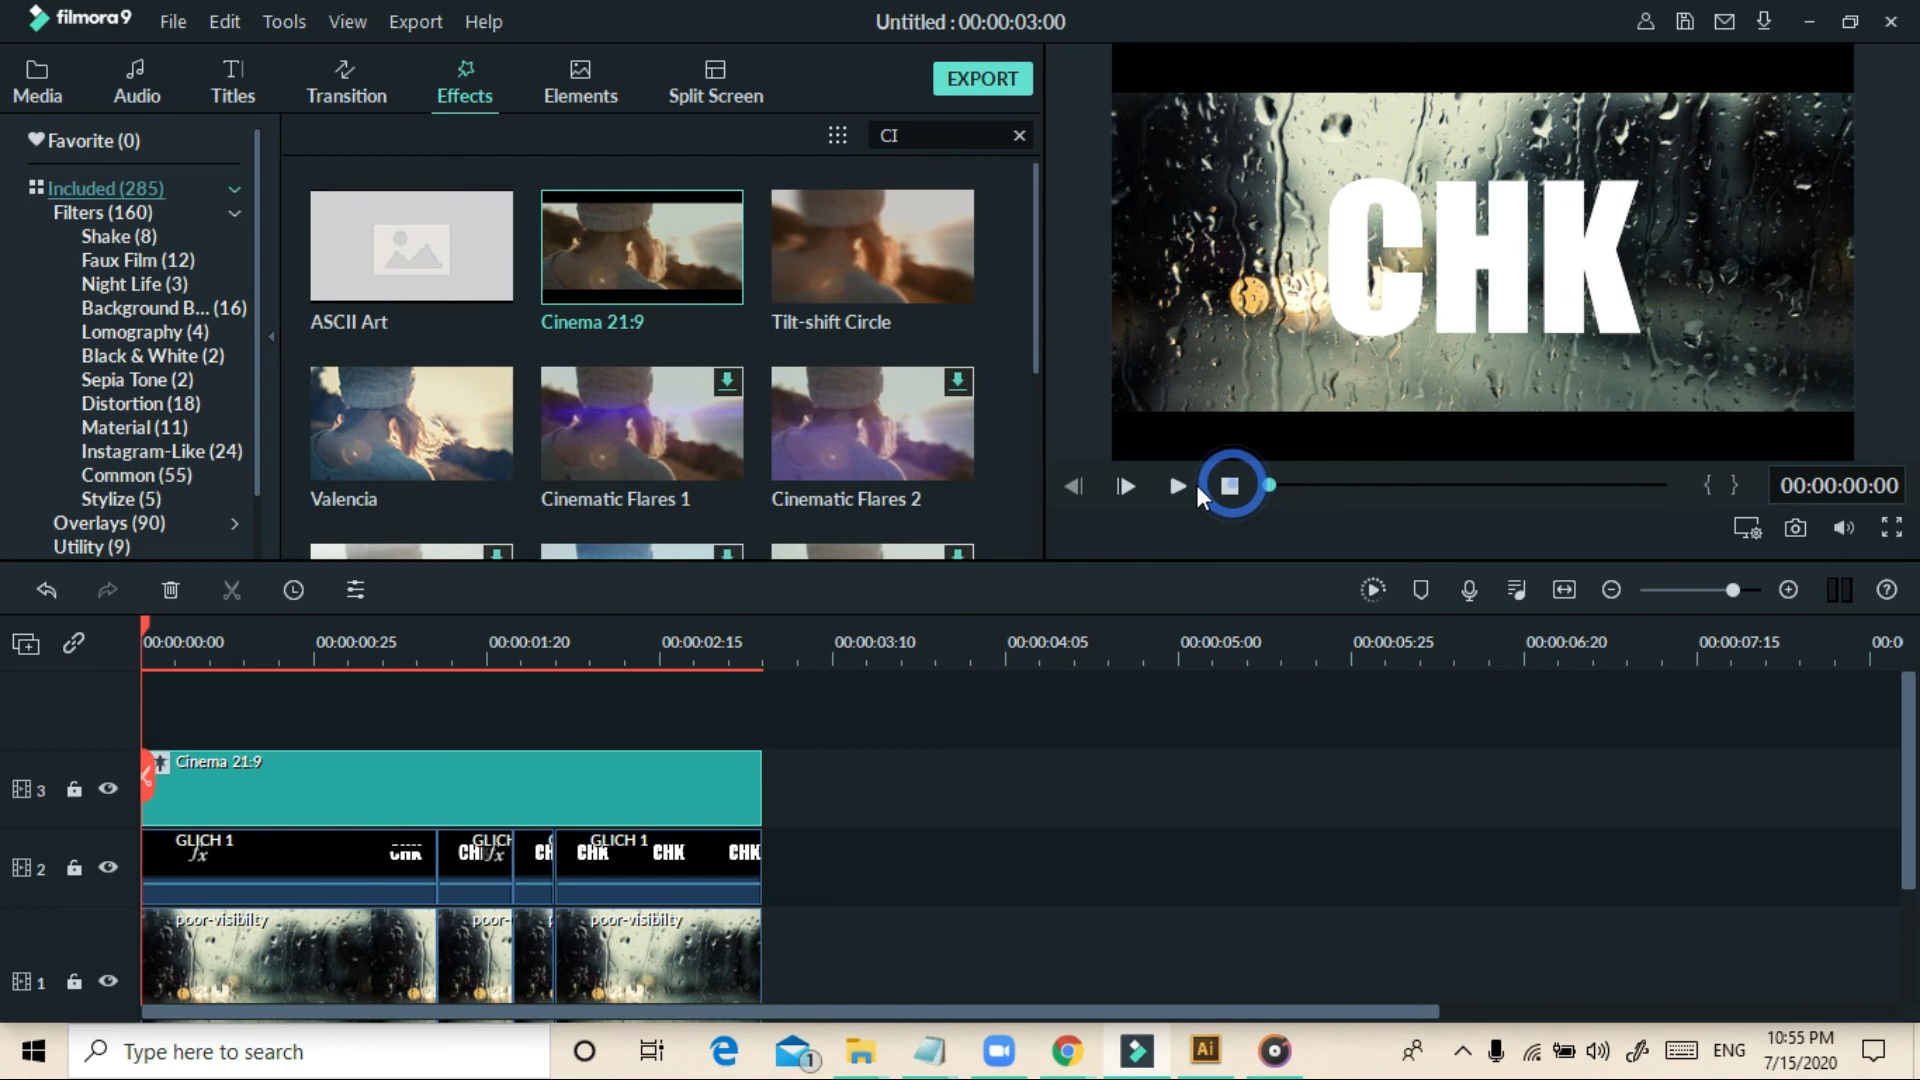 filmora9 File Edit Tools View Export Help Untitled : 00:00:03:00
Media Audio Titles Transition Effects Elements Split Screen EXPORT
Favorite (0)
CI
Included (285)
Filters (160)
Shake (8)
Faux Film (12)
Night Life (3)
Background B... (16)
Lomography (4)
Black & White (2)
Sepia Tone (2)
Distortion (18)
Material (11)
Instagram-Like (24)
Common (55)
Stylize (5)
Overlays (90)
Utility (9)
ASCII Art Cinema 21:9 Tilt-shift Circle
Valencia Cinematic Flares 1 Cinematic Flares 2
CHK
{ } 00:00:00:00
00:00:00:00 00:00:00:25 00:00:01:20 00:00:02:15 00:00:03:10 00:00:04:05 00:00:05:00 00:00:05:25 00:00:06:20 00:00:07:15 00:0
Cinema 21:9
3
GLICH 1 GLICH GLICH 1
fx CHK CHK fx CHK CHK CHK CHK
2
poor-visibilty poor- poor-visibilty
1
Type here to search
1
Ai
ENG
10:55 PM
7/15/2020